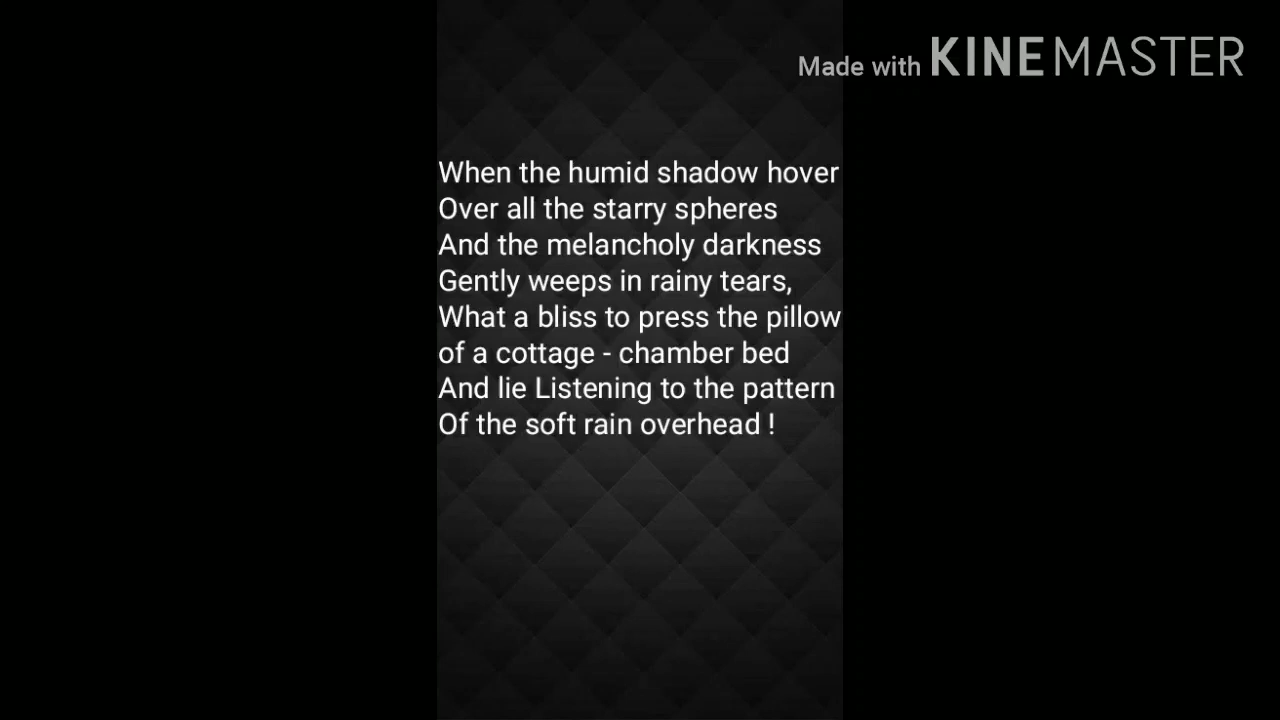 Made with KINEMASTER
When the humid shadow hover
Over all the starry spheres
And the melancholy darkness
Gently weeps in rainy tears,
What a bliss to press the pillow
of a cottage - chamber bed
And lie Listening to the pattern
Of the soft rain overhead !